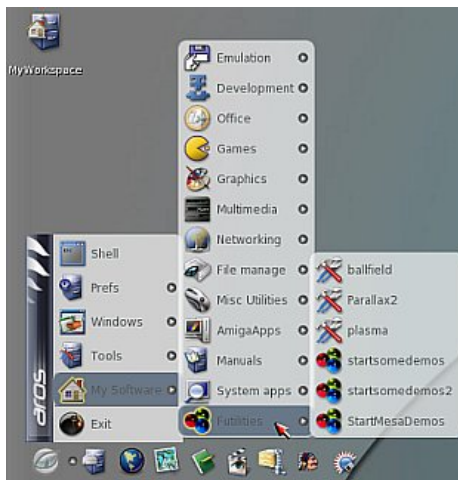 MyWorkspace
Emulation
Development
Office
Games
Graphics
Multimedia
Networking
File manage
Misc Utilities
AmigaApps
Manuals
System apps
Futilities
Shell
Prefs
Windows
Tools
My Software
Exit
aros
ballfield
Parallax2
plasma
startsomedemos
startsomedemos2
StartMesaDemos